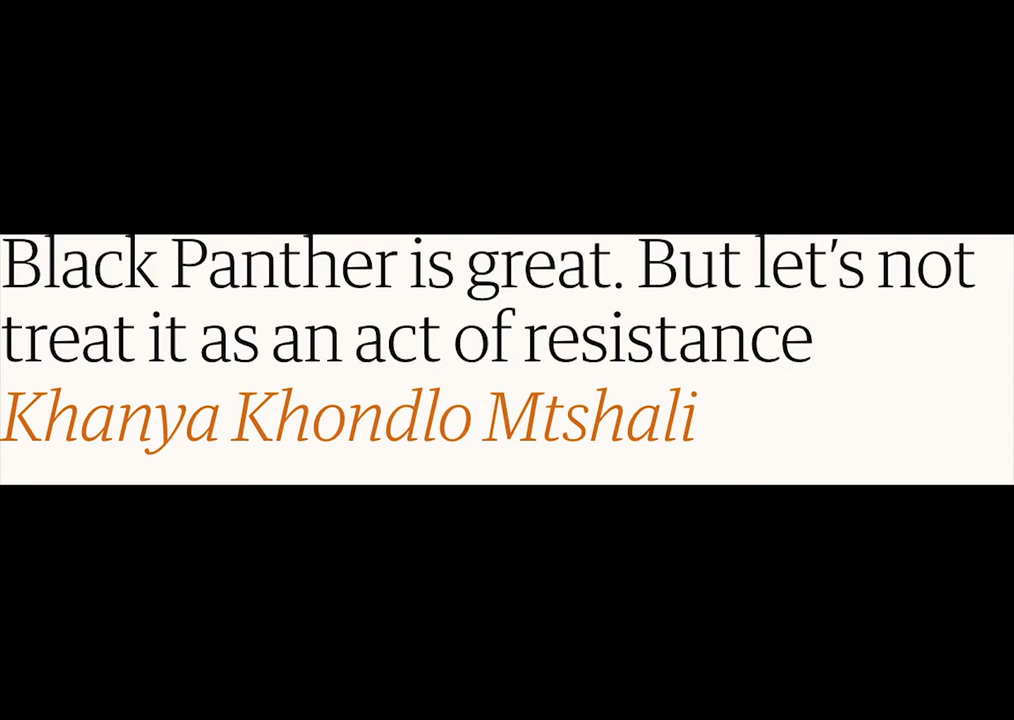 Black Panther is great. But let’s not
treat it as an act of resistance
Khanya Khondlo Mtshali